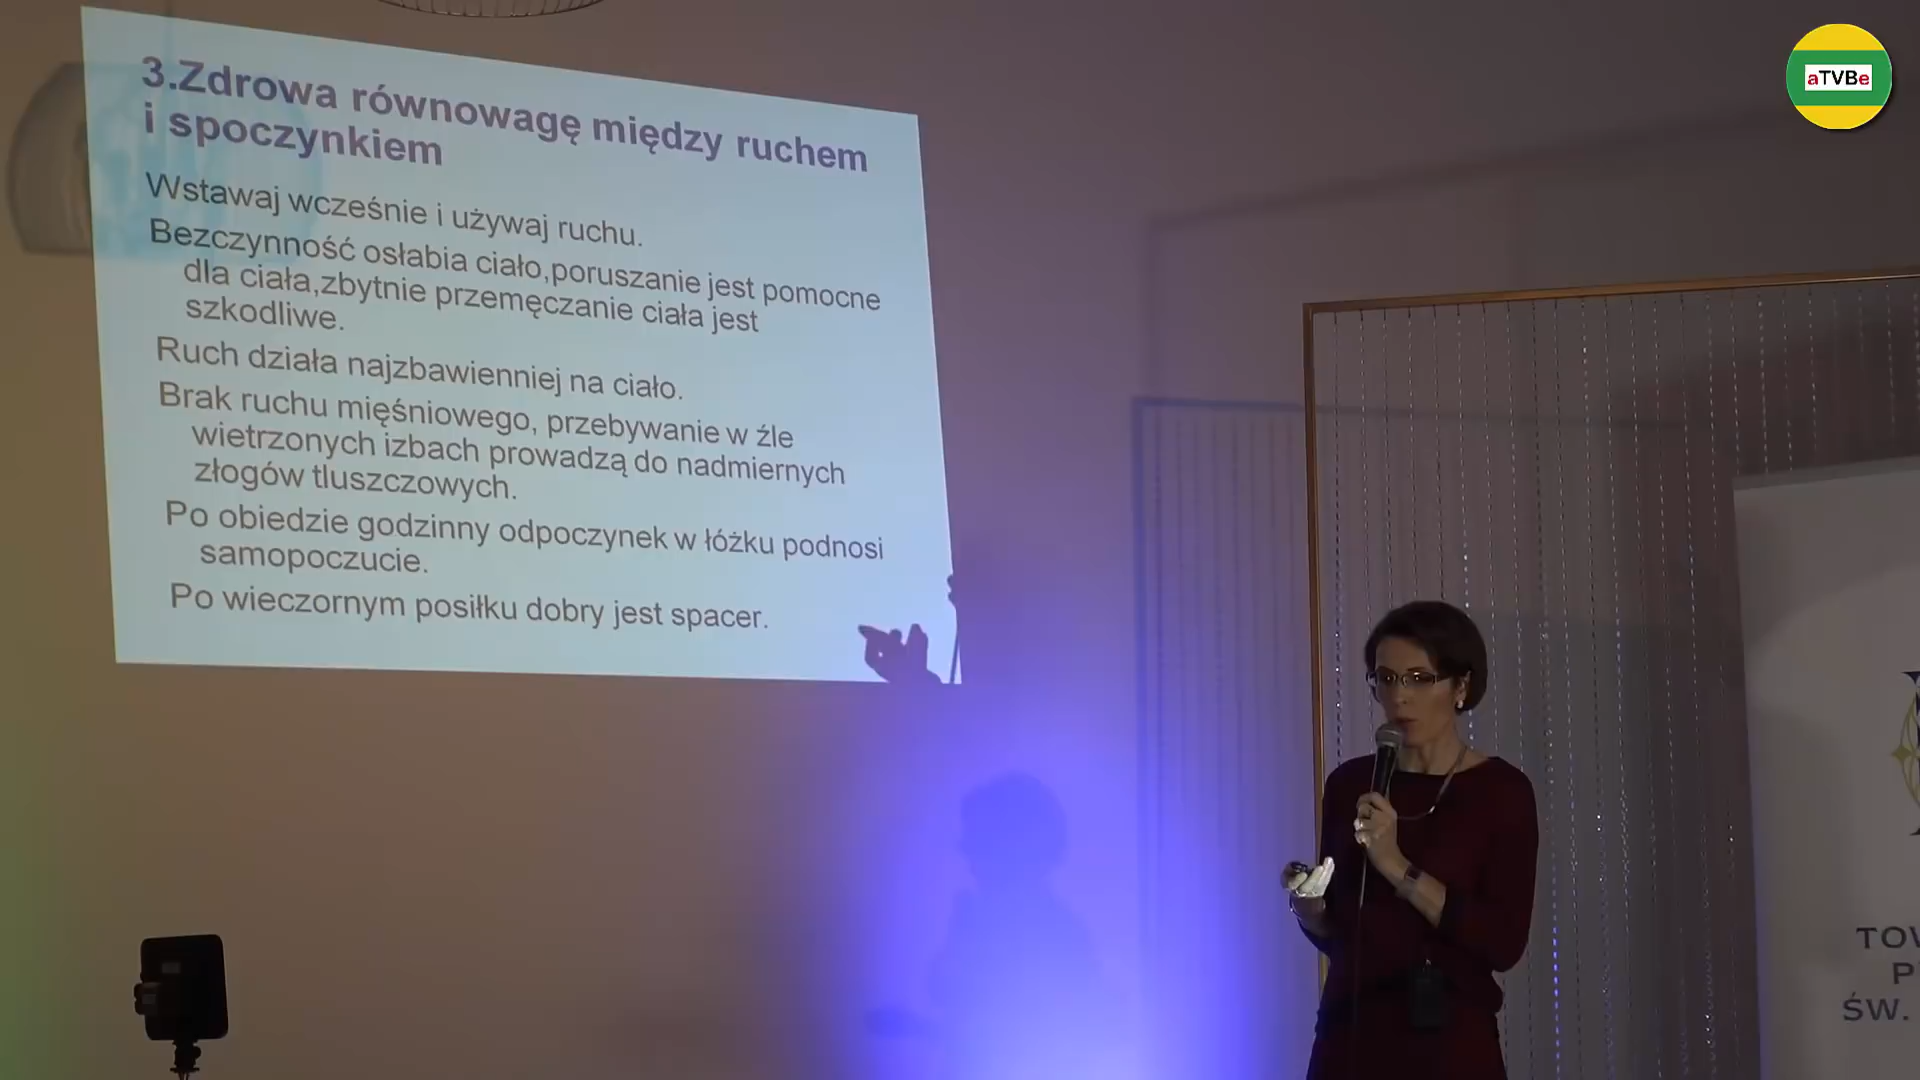 3.Zdrowa równowagę między ruchem
i spoczynkiem
Wstawaj wcześnie i używaj ruchu.
Bezczynność osłabia ciało,poruszanie jest pomocne
dla ciała,zbytnie przemęczanie ciała jest
szkodliwe.
Ruch działa najzbawienniej na ciało.
Brak ruchu mięśniowego, przebywanie w źle
wietrzonych izbach prowadzą do nadmiernych
złogów tluszczowych.
Po obiedzie godzinny odpoczynek w łóżku podnosi
samopoczucie.
Po wieczornym posiłku dobry jest spacer.
aTVBe
ŚW.